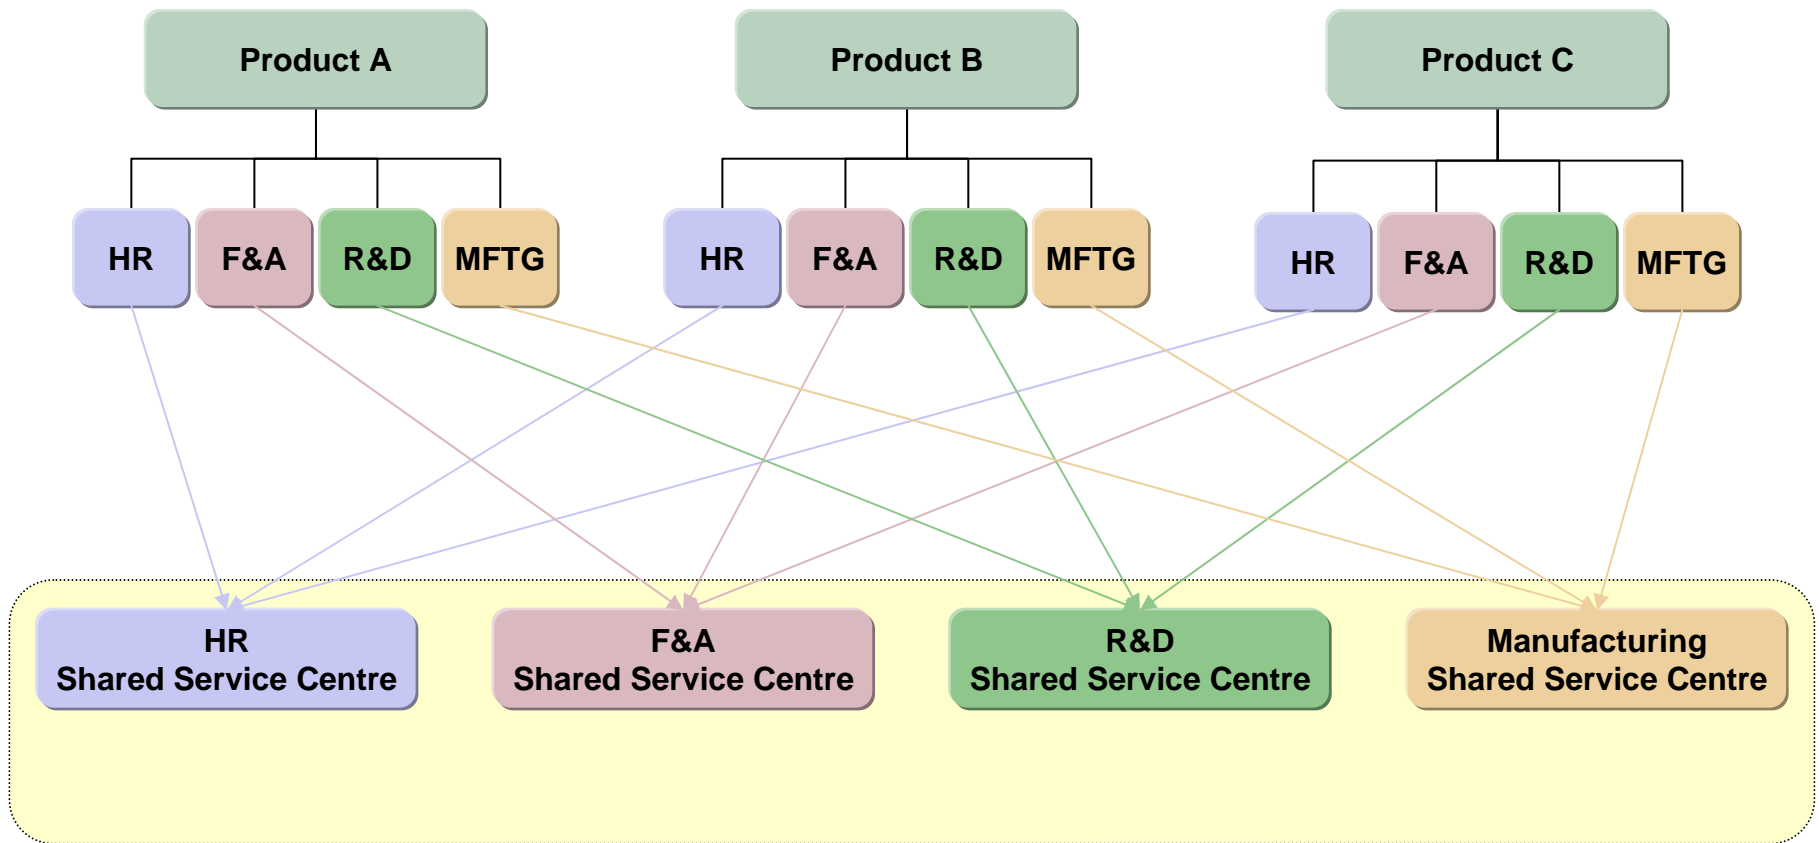 Product A
Product B
Product C
HR
F&A
R&D
MFTG
HR
F&A
R&D
MFTG
HR
F&A
R&D
MFTG
HR
Shared Service Centre
F&A
Shared Service Centre
R&D
Shared Service Centre
Manufacturing
Shared Service Centre